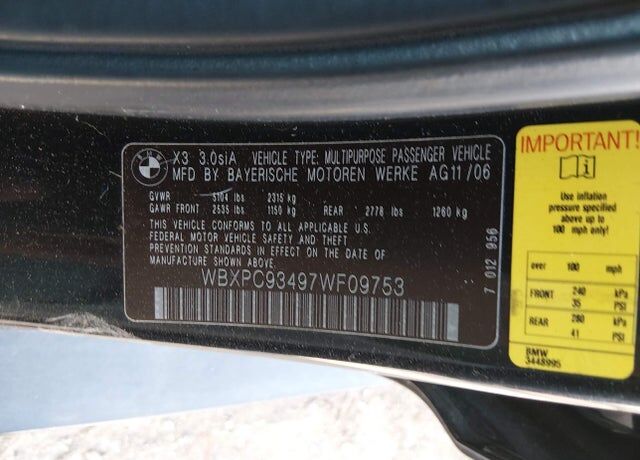 BMW
X3 3.0siA VEHICLE TYPE: MULTIPURPOSE PASSENGER VEHICLE
MFD BY BAYERISCHE MOTOREN WERKE AG 11/06
GVWR 5104 lbs 2315 kg
GAWR FRONT 2535 lbs 1150 kg REAR 2778 lbs 1260 kg
THIS VEHICLE CONFORMS TO ALL APPLICABLE U.S.
FEDERAL MOTOR VEHICLE SAFETY AND THEFT
PREVENTION STANDARDS IN EFFECT ON THE DATE OF
MANUFACTURE SHOWN ABOVE.
WBXPC93497WF09753
7 012 956
IMPORTANT!
Use inflation
pressure specified
above up to
100 mph only!
over 100 mph
FRONT 240 kPa
35 PSI
REAR 280 kPa
41 PSI
BMW
3448995